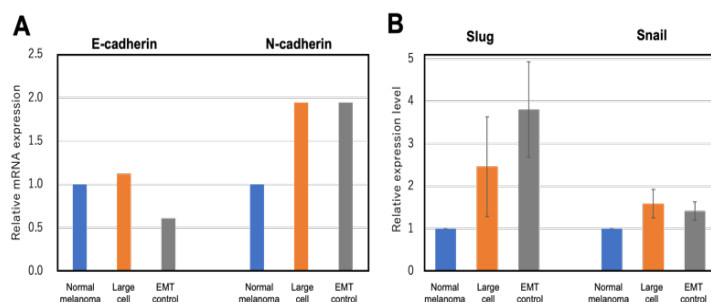 A
B
E-cadherin N-cadherin
Slug Snail
Relative mRNA expression
2.5
2.0
1.5
1.0
0.5
0.0
Normal melanoma Large cell EMT control Normal melanoma Large cell EMT control
Relative expression level
5
4
3
2
1
0
Normal melanoma Large cell EMT control Normal melanoma Large cell EMT control